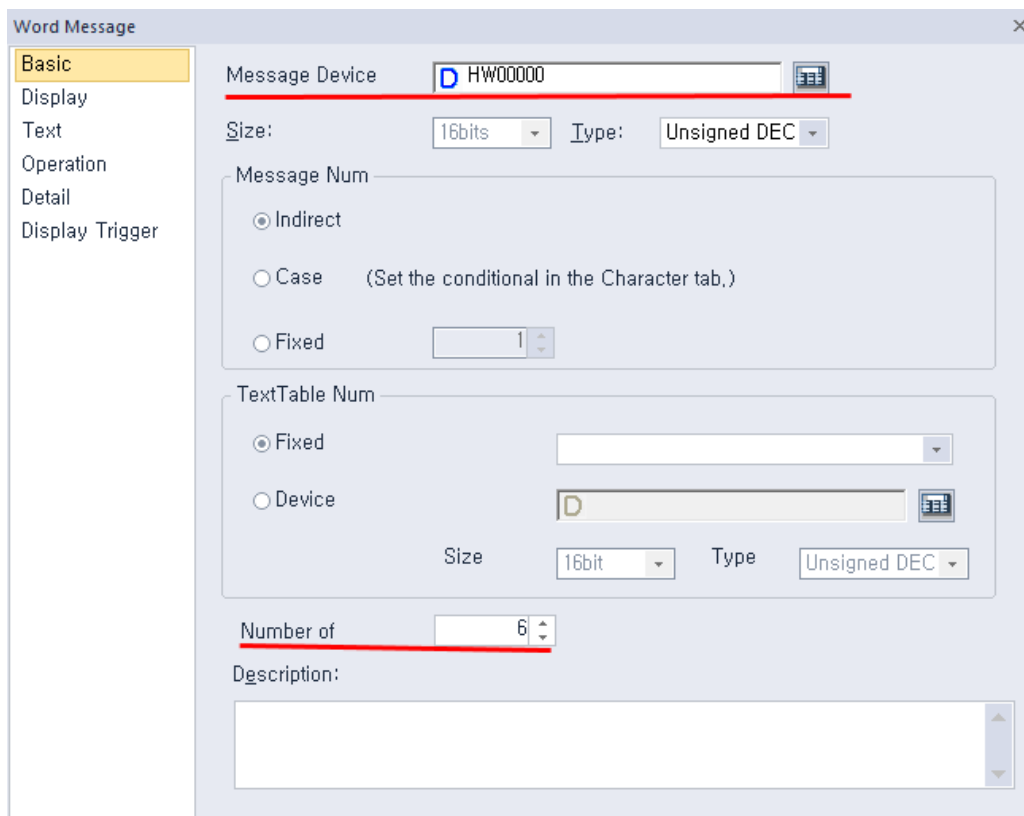 Word Message
Basic
Display
Text
Operation
Detail
Display Trigger
Message Device D HW00000
Size: 16bits Type: Unsigned DEC
Message Num
Indirect
Case (Set the conditional in the Character tab,)
Fixed 1
TextTable Num
Fixed
Device D
Size 16bit Type Unsigned DEC
Number of 6
Description: